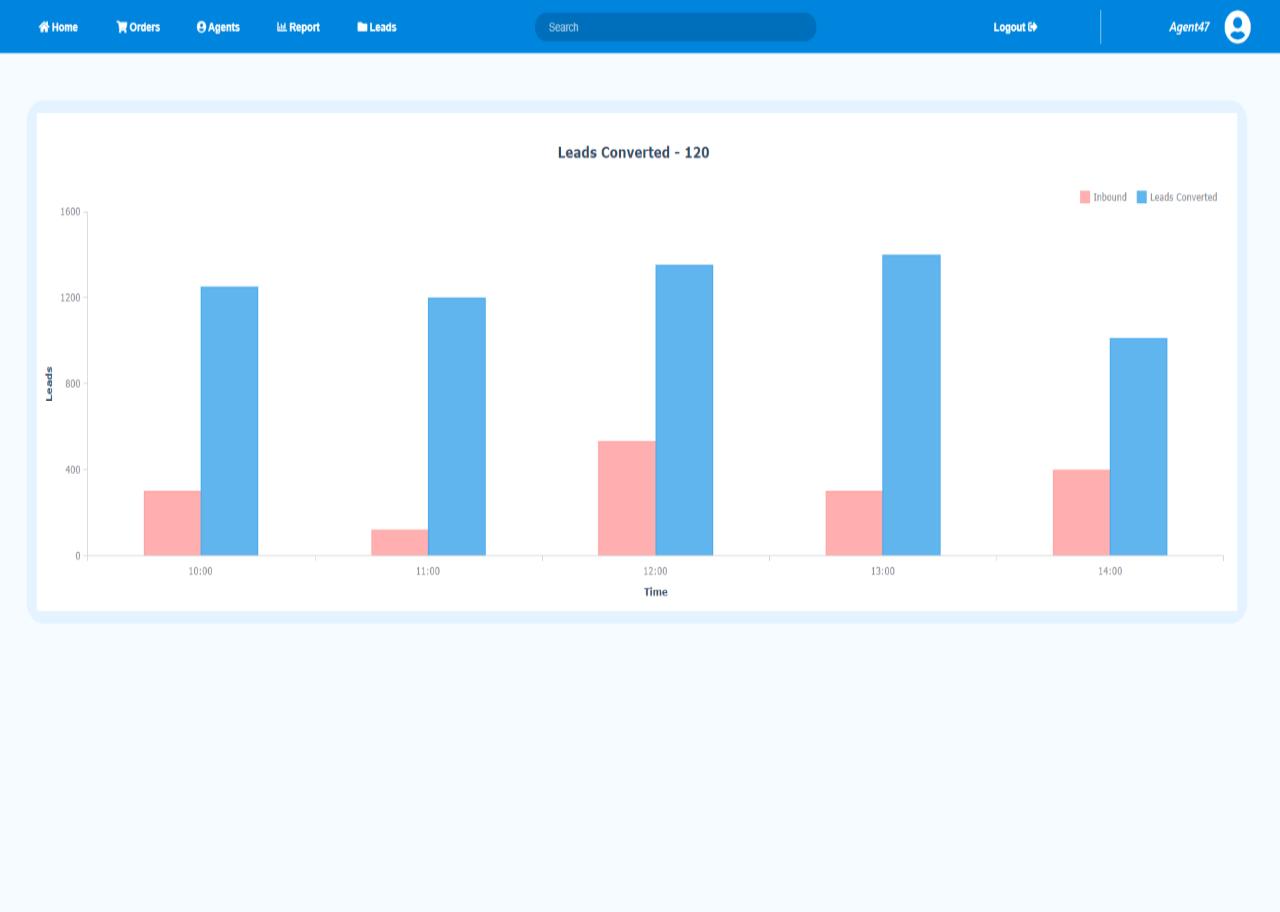 Home Orders Agents Report Leads Search Logout Agent47
Leads Converted - 120
Inbound Leads Converted
1600
1200
800
400
0
Leads
10:00 11:00 12:00 13:00 14:00
Time